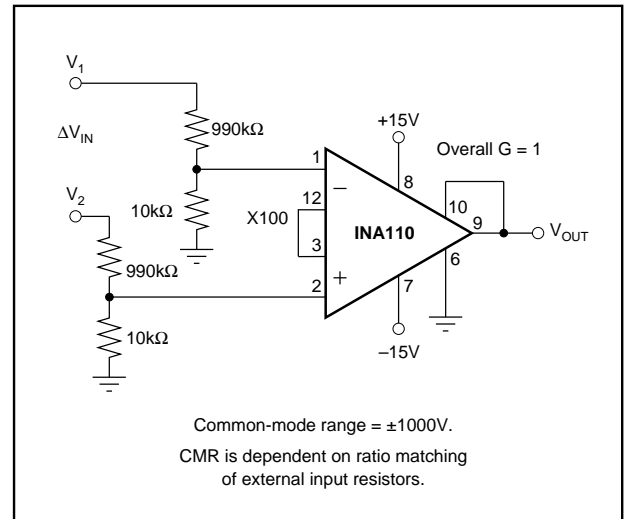 V1
ΔVIN
990kΩ
+15V
Overall G = 1
1
8
−
V2
10kΩ
X100
12
10
9
INA110
VOUT
3
6
990kΩ
2
+
7
10kΩ
–15V
Common-mode range = ±1000V.
CMR is dependent on ratio matching
of external input resistors.